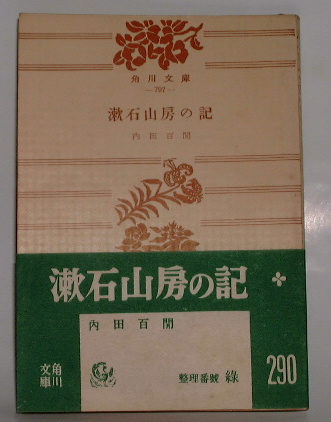 角川文庫
—797—
漱石山房の記
内田百閒
漱石山房の記
内田百閒
角川文庫
整理番號 綠
290